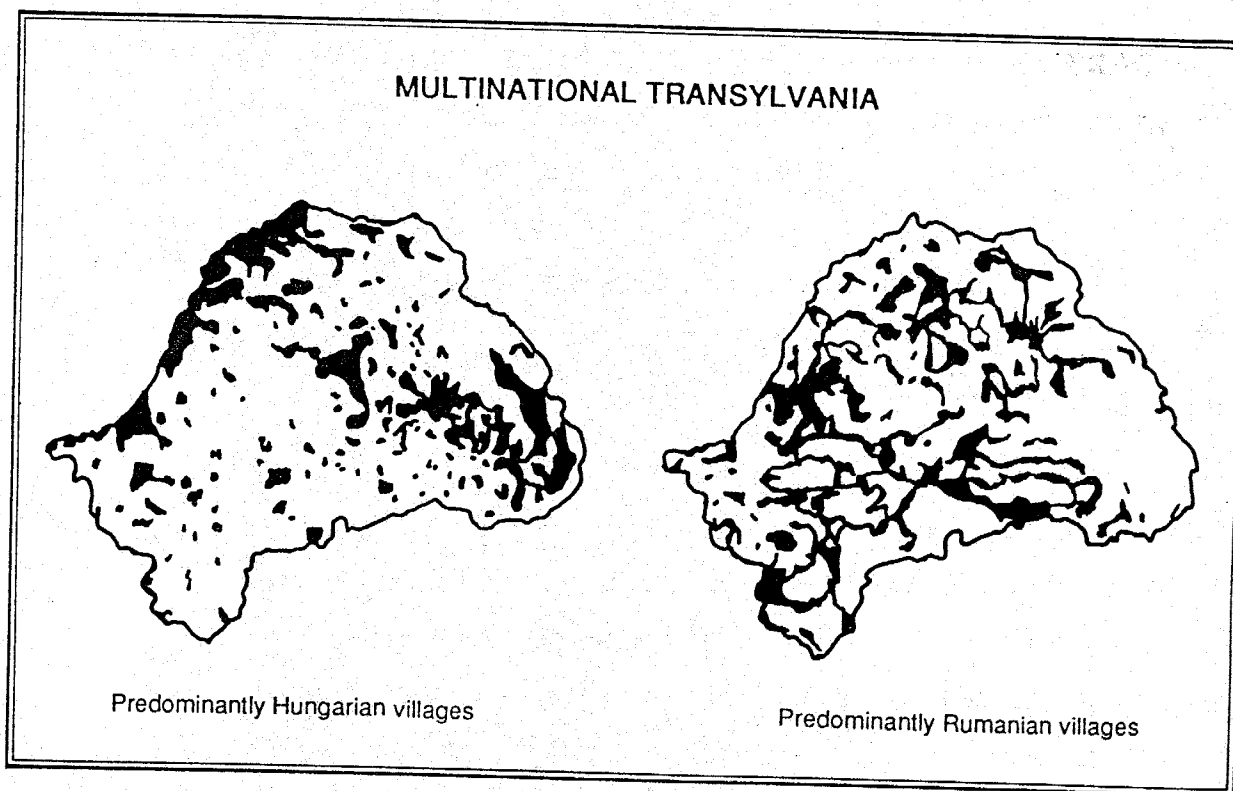 MULTINATIONAL TRANSYLVANIA
Predominantly Hungarian villages
Predominantly Rumanian villages